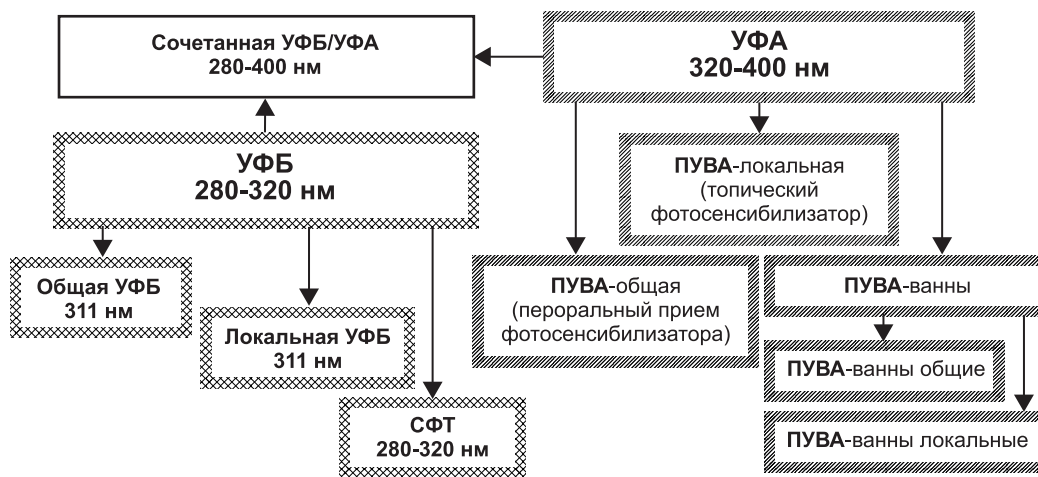 Сочетанная УФБ/УФА
280-400 нм
УФА
320-400 нм
УФБ
280-320 нм
ПУВА-локальная
(топический
фотосенсибилизатор)
Общая УФБ
311 нм
Локальная УФБ
311 нм
СФТ
280-320 нм
ПУВА-общая
(пероральный прием
фотосенсибилизатора)
ПУВА-ванны
ПУВА-ванны общие
ПУВА-ванны локальные